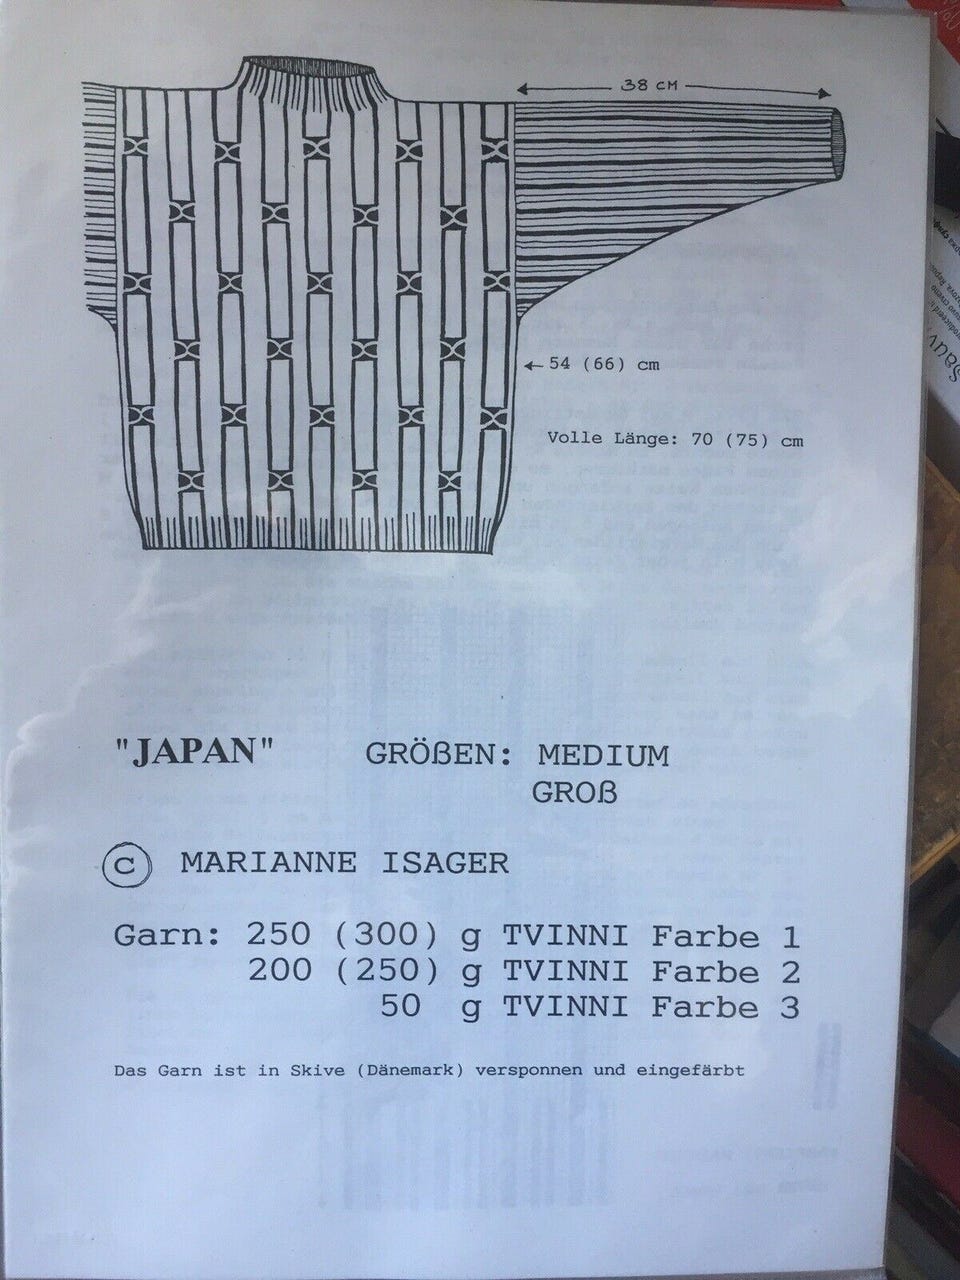 38 CM
←54 (66) cm
Volle Länge: 70 (75) cm
"JAPAN" GRÖßEN: MEDIUM
GROß
© MARIANNE ISAGER
Garn: 250 (300) g TVINNI Farbe 1
200 (250) g TVINNI Farbe 2
50 g TVINNI Farbe 3
Das Garn ist in Skive (Dänemark) versponnen und eingefärbt